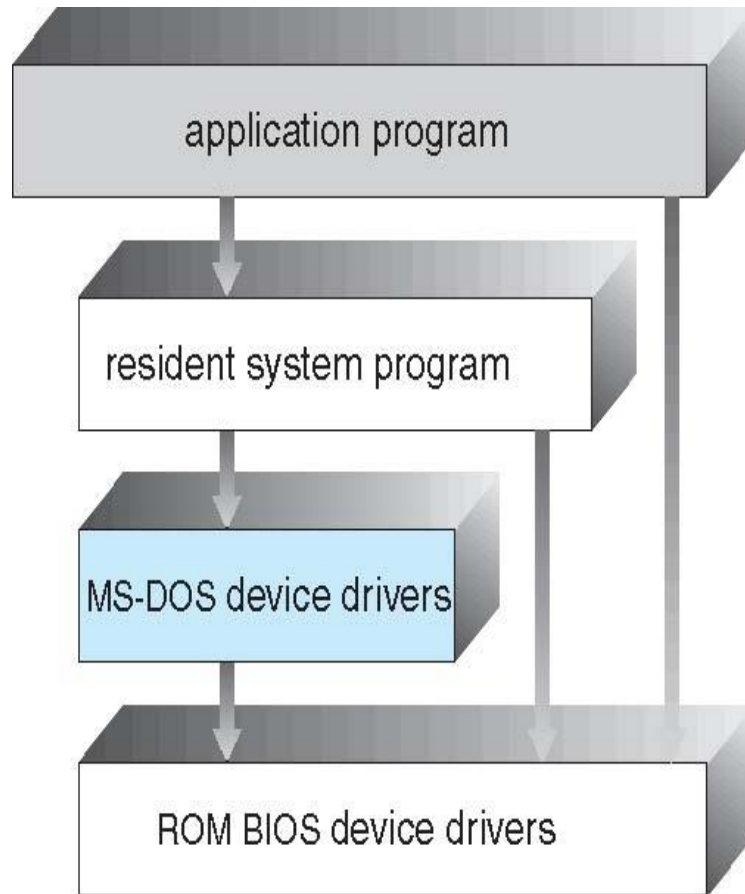 application program
resident system program
MS-DOS device drivers
ROM BIOS device drivers